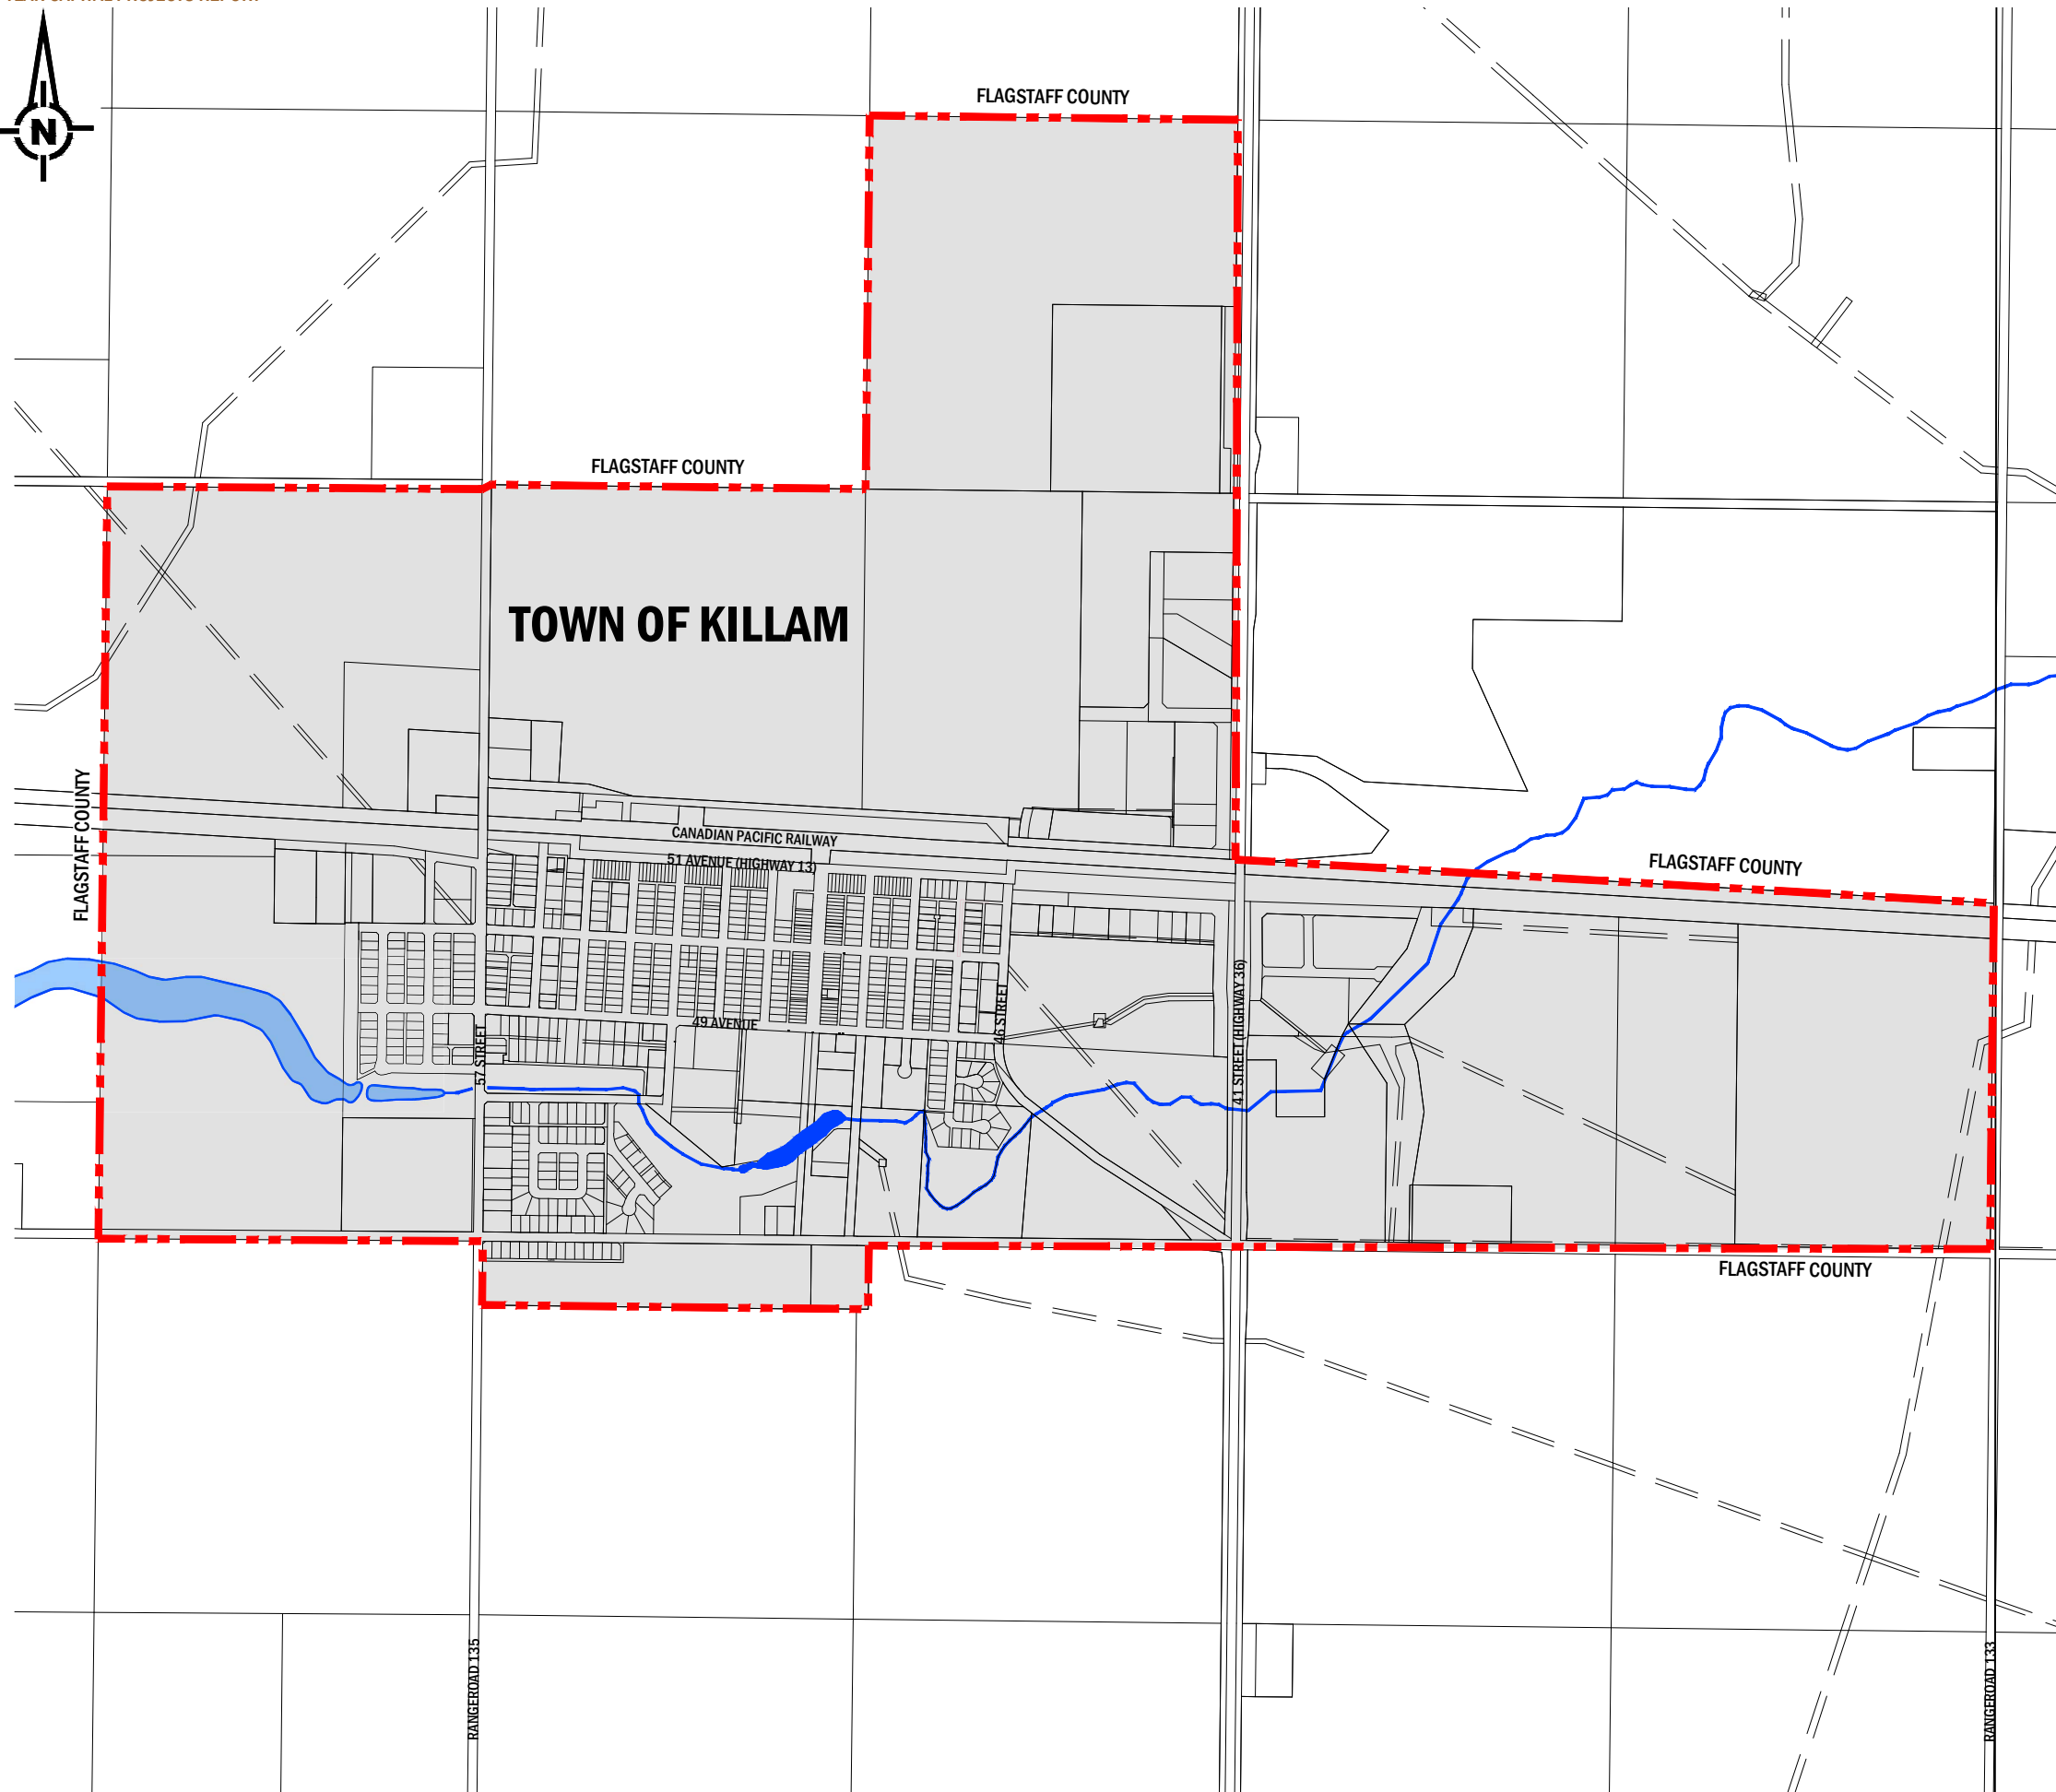 N
FLAGSTAFF COUNTY
FLAGSTAFF COUNTY
TOWN OF KILLAM
FLAGSTAFF COUNTY
CANADIAN PACIFIC RAILWAY
51 AVENUE (HIGHWAY 13)
FLAGSTAFF COUNTY
49 AVENUE
57 STREET
46 STREET
41 STREET (HIGHWAY 36)
FLAGSTAFF COUNTY
RANGEROAD 135
RANGEROAD 133